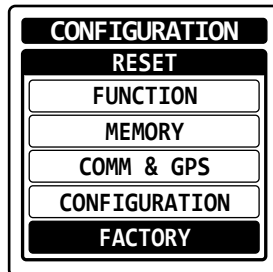 CONFIGURATION
RESET
FUNCTION
MEMORY
COMM & GPS
CONFIGURATION
FACTORY